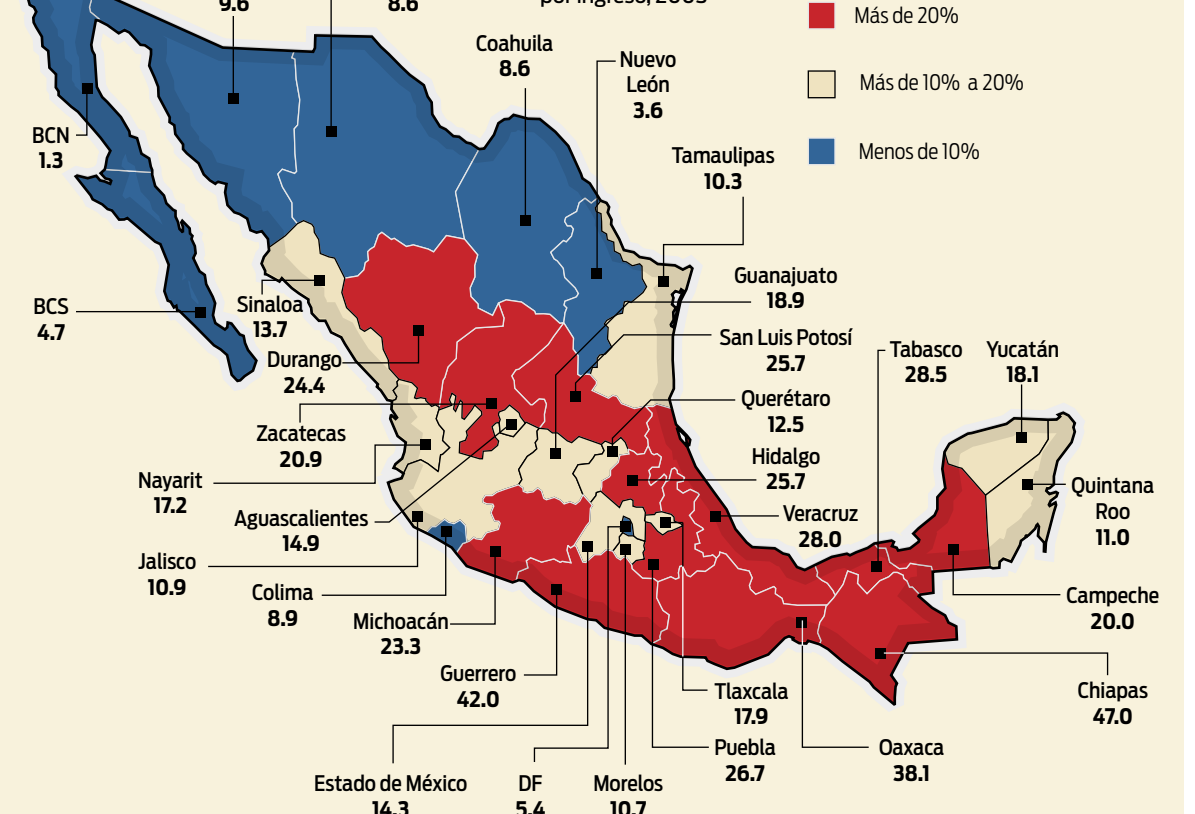 9.6
8.6
por ingreso, 2005
Más de 20%
Más de 10% a 20%
Menos de 10%
Coahuila
8.6
Nuevo
León
3.6
BCN
1.3
Tamaulipas
10.3
Guanajuato
18.9
BCS
4.7
Sinaloa
13.7
San Luis Potosí
25.7
Tabasco
28.5
Yucatán
18.1
Durango
24.4
Querétaro
12.5
Zacatecas
20.9
Hidalgo
25.7
Nayarit
17.2
Quintana
Roo
11.0
Aguascalientes
14.9
Veracruz
28.0
Jalisco
10.9
Colima
8.9
Campeche
20.0
Michoacán
23.3
Guerrero
42.0
Tlaxcala
17.9
Chiapas
47.0
Puebla
26.7
Oaxaca
38.1
Estado de México
14.3
DF
5.4
Morelos
10.7